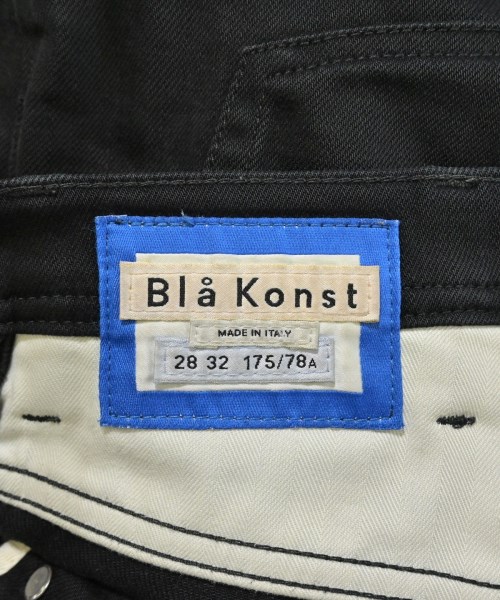 Blå Konst
MADE IN ITALY
28 32 175/78A